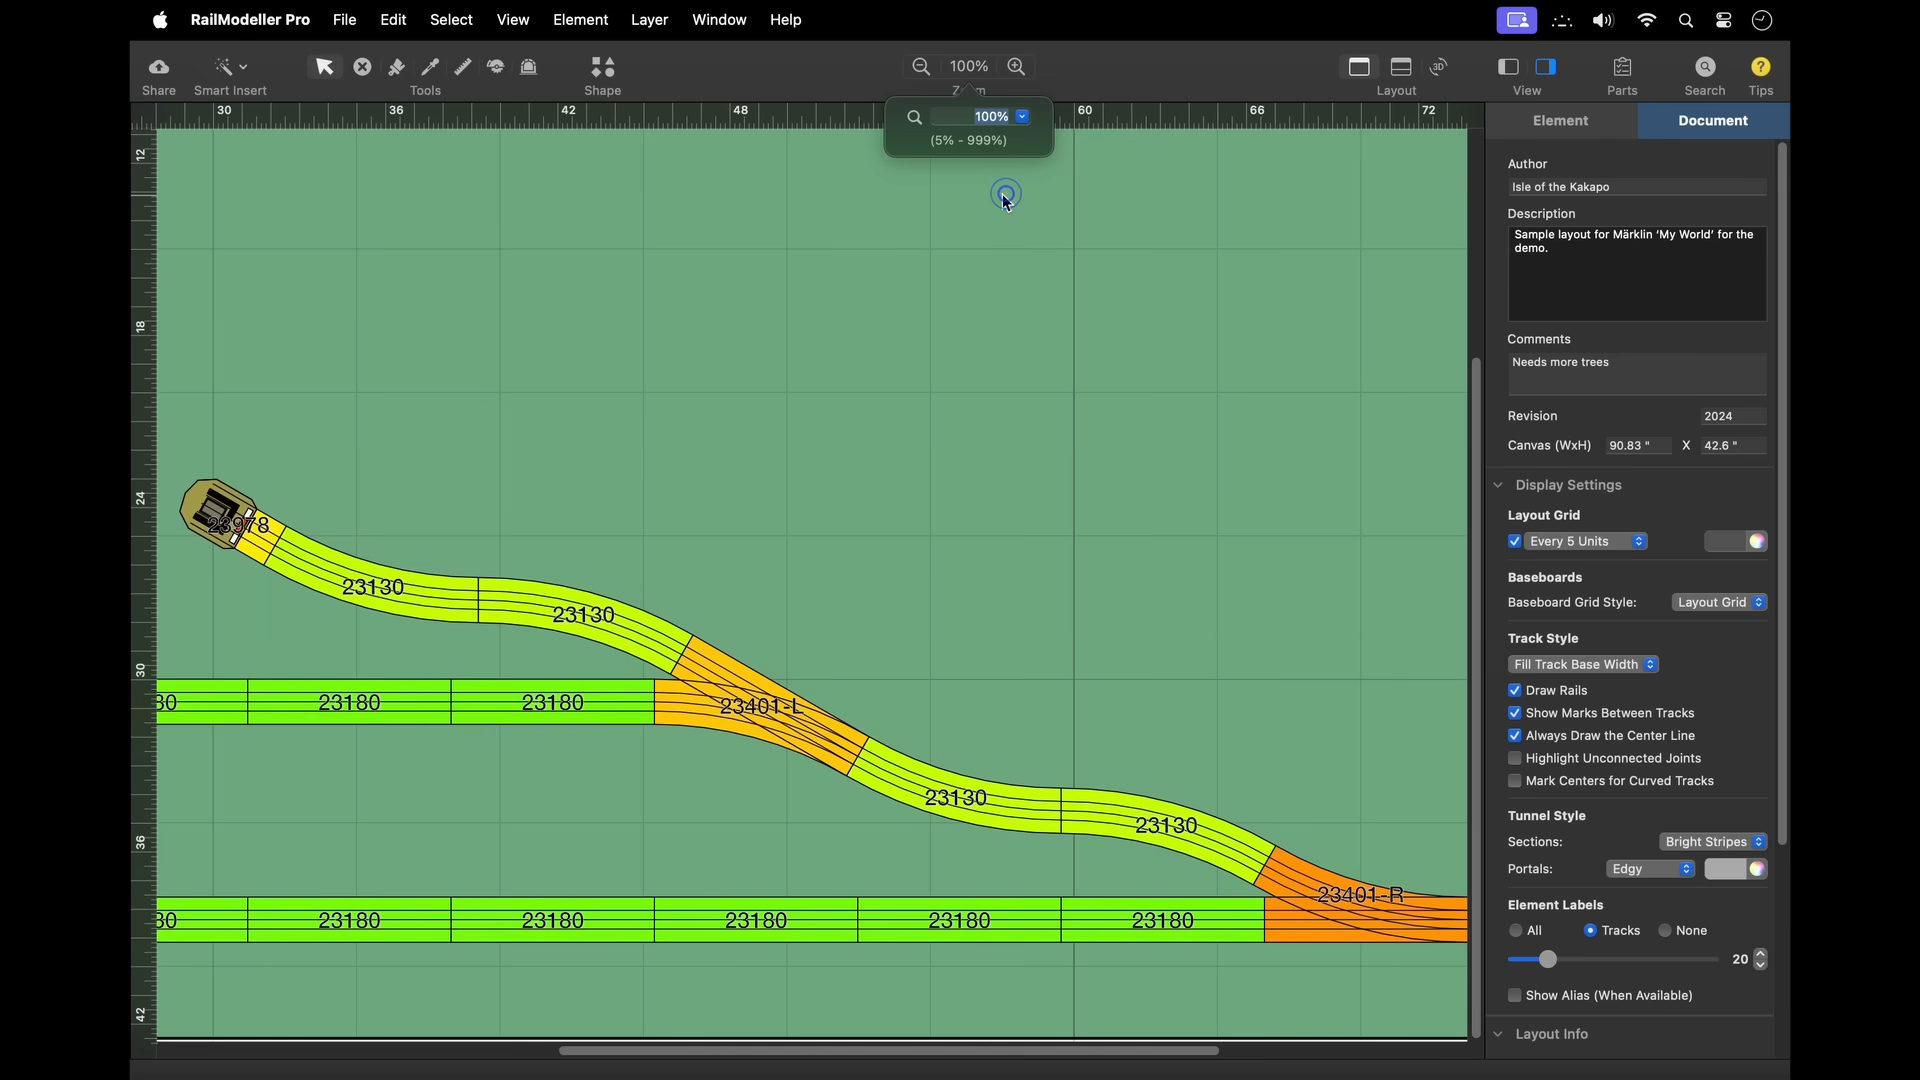 RailModeller Pro File Edit Select View Element Layer Window Help
100%
Share Smart Insert Tools Shape Layout View Parts Search Tips
30 36 42 48 60 66 72
100%
(5% - 999%)
Element Document
Author
Isle of the Kakapo
Description
Sample layout for Märklin ‘My World’ for the
demo.
Comments
Needs more trees
Revision 2024
Canvas (WxH) 90.83 " X 42.6 "
Display Settings
Layout Grid
Every 5 Units
Baseboards
Baseboard Grid Style: Layout Grid
Track Style
Fill Track Base Width
Draw Rails
Show Marks Between Tracks
Always Draw the Center Line
Highlight Unconnected Joints
Mark Centers for Curved Tracks
Tunnel Style
Sections: Bright Stripes
Portals: Edgy
Element Labels
All Tracks None
20
Show Alias (When Available)
Layout Info
12
18
24
30
36
42
23978
23130
23130
30 23180 23180 23401-L
23130
23130
23401-R
30 23180 23180 23180 23180 23180